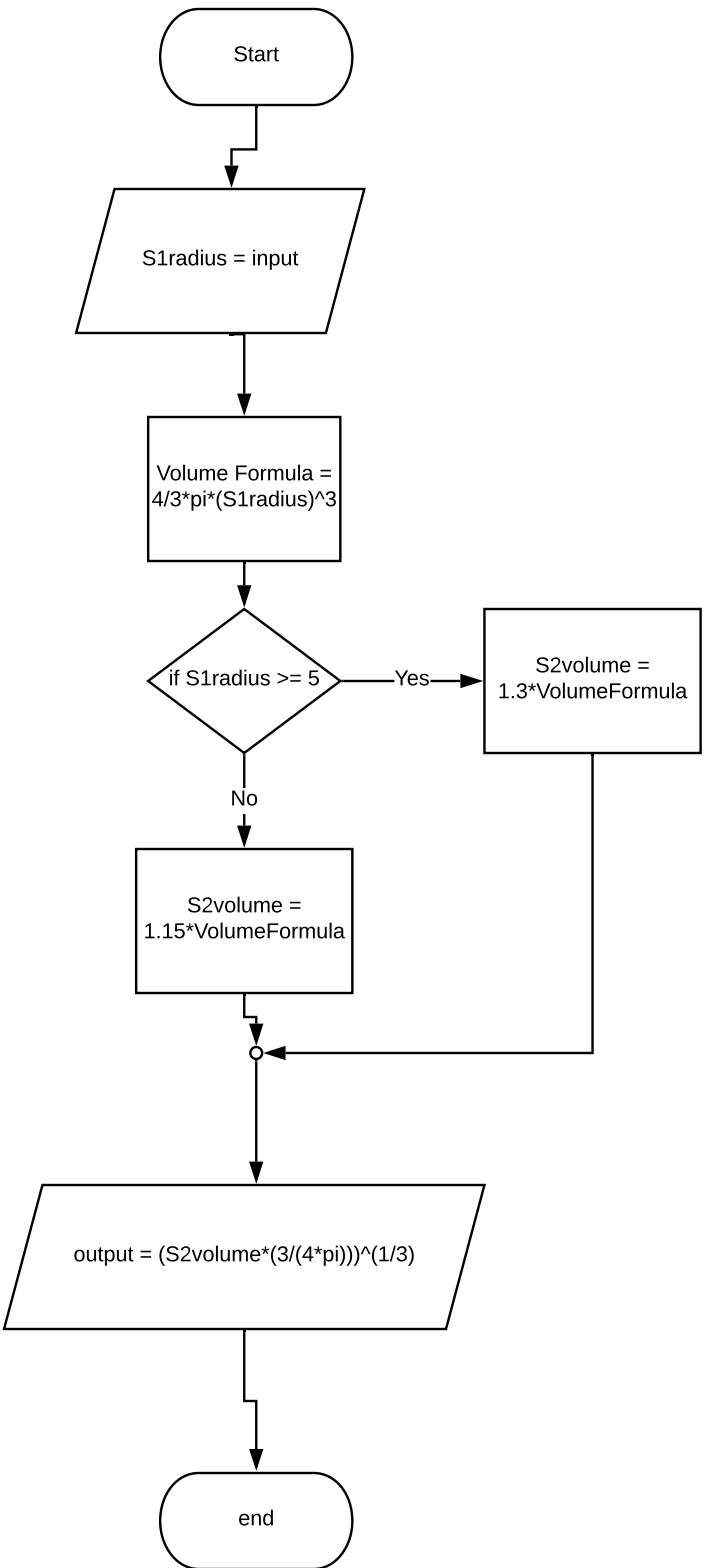 Start
S1radius = input
Volume Formula =
4/3*pi*(S1radius)^3
if S1radius >= 5
Yes
S2volume =
1.3*VolumeFormula
No
S2volume =
1.15*VolumeFormula
output = (S2volume*(3/(4*pi)))^(1/3)
end